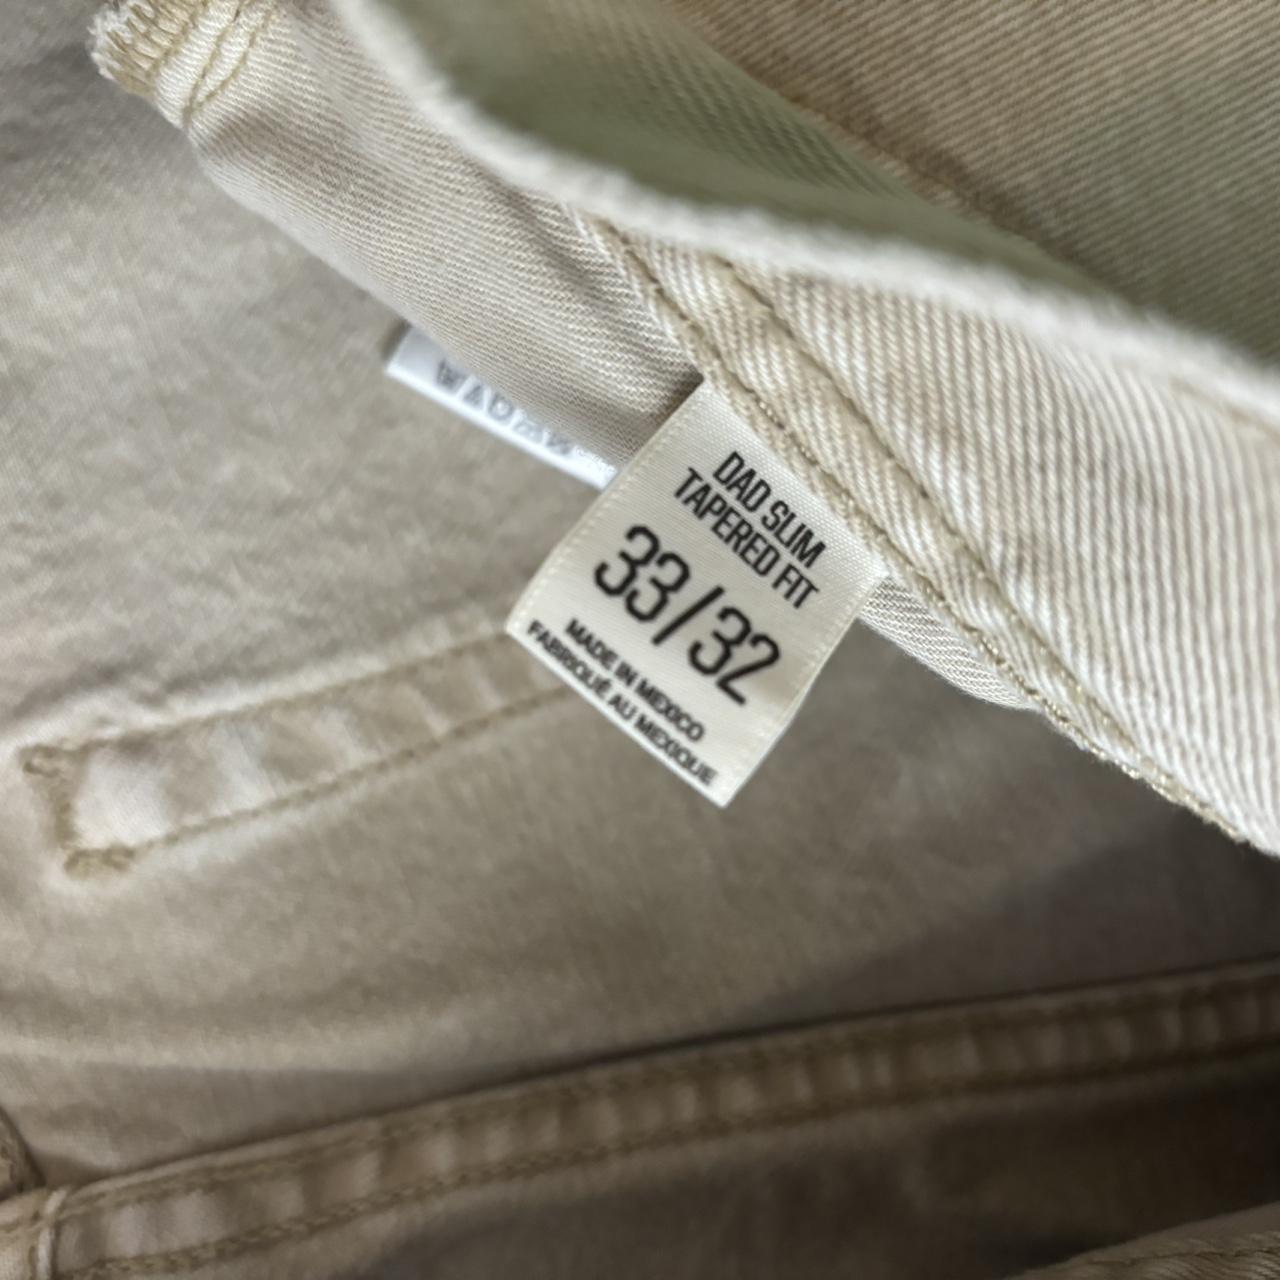 DAD SLIM
TAPERED FIT
33/32
MADE IN MEXICO
FABRIQUÉ AU MEXIQUE